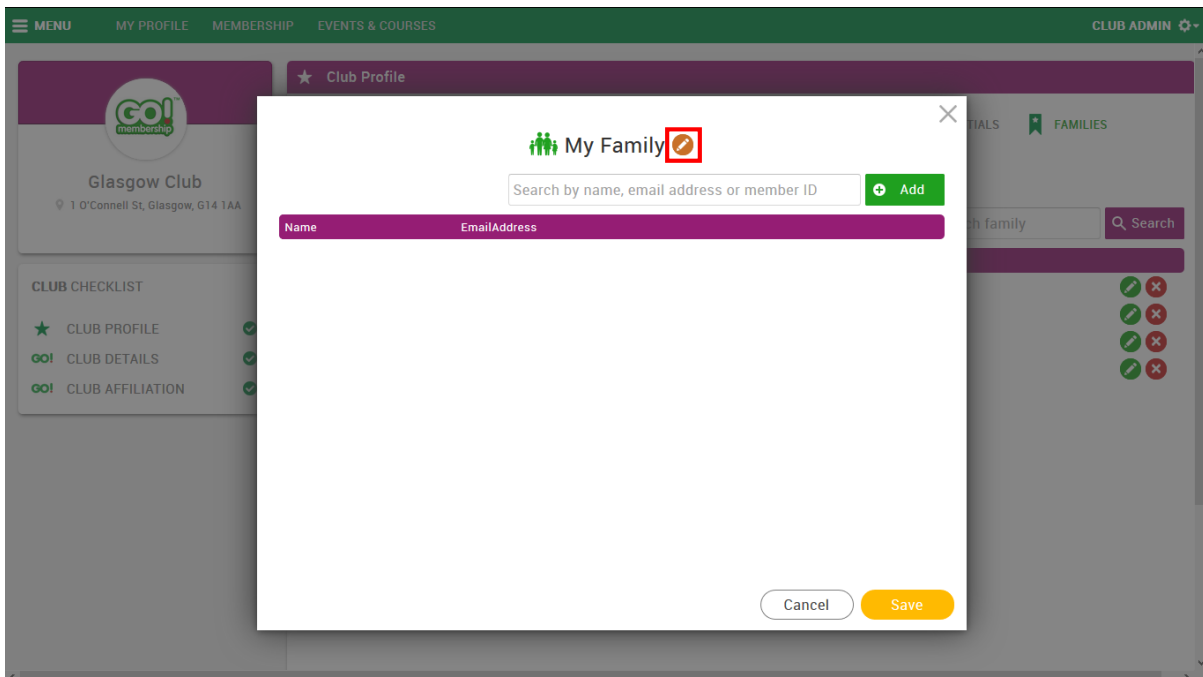 MENU MY PROFILE MEMBERSHIP EVENTS & COURSES CLUB ADMIN
GO!
membership
Glasgow Club
1 O'Connell St, Glasgow, G14 1AA
CLUB CHECKLIST
CLUB PROFILE
GO! CLUB DETAILS
GO! CLUB AFFILIATION
Club Profile
TIALS FAMILIES
ch family Search
My Family
Search by name, email address or member ID Add
Name EmailAddress
Cancel Save